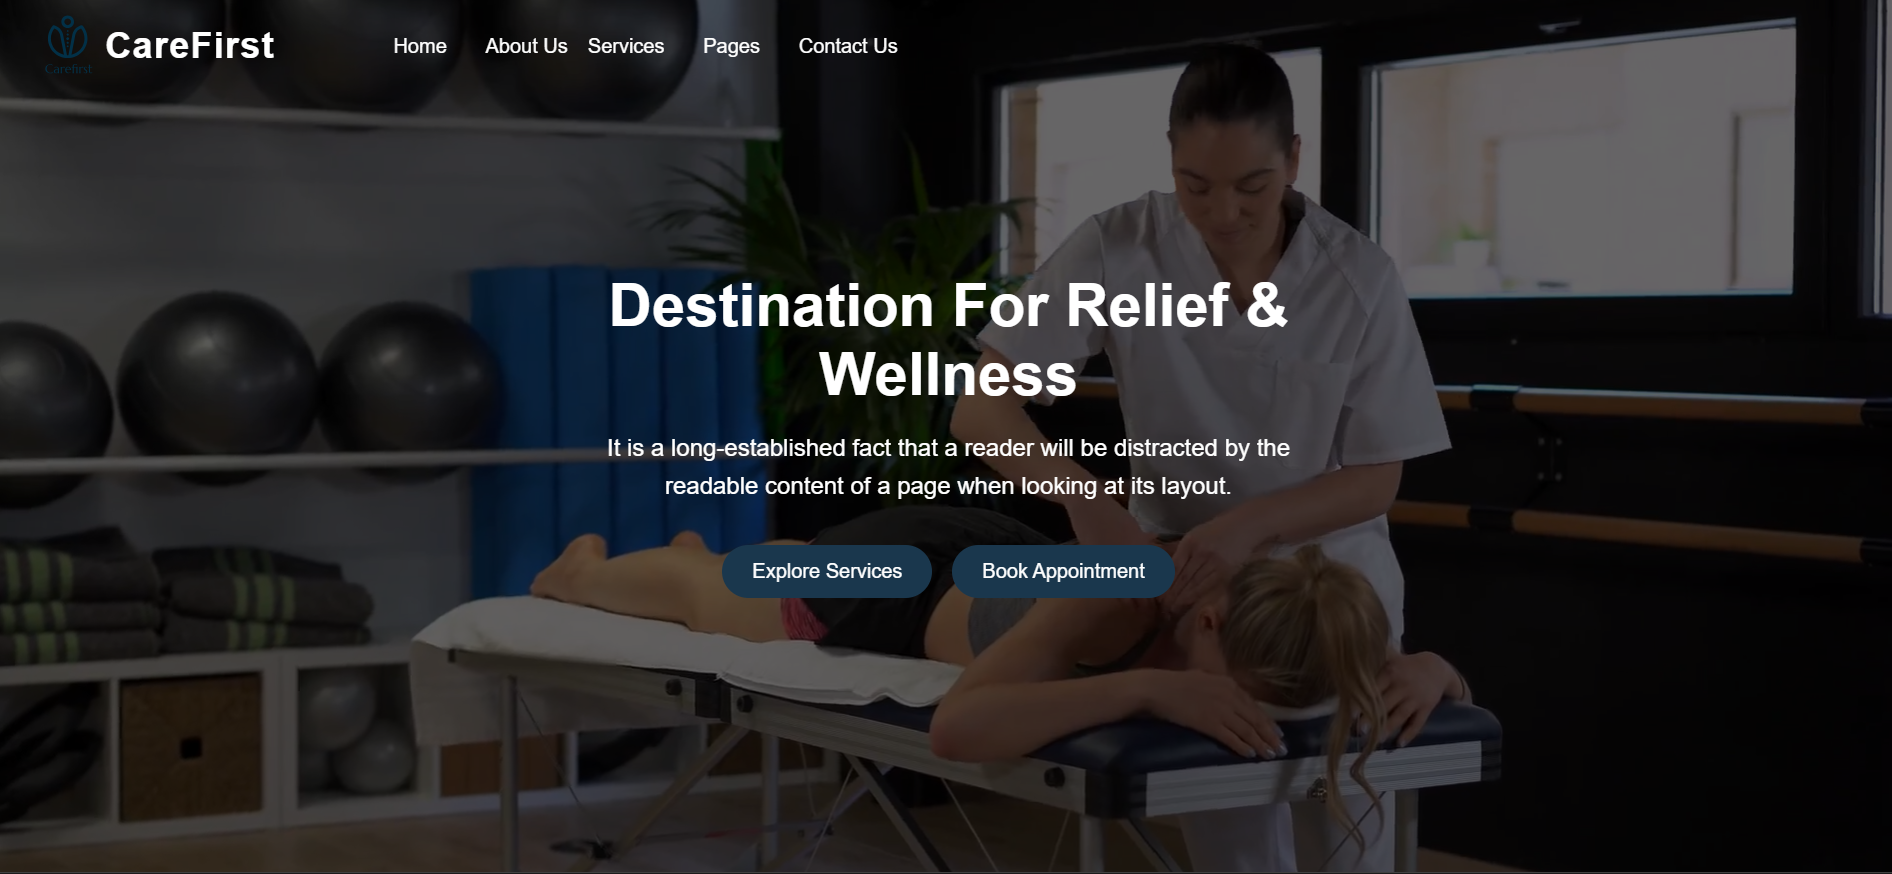 Carefirst
CareFirst
Home About Us Services Pages Contact Us
Destination For Relief &
Wellness
It is a long-established fact that a reader will be distracted by the
readable content of a page when looking at its layout.
Explore Services Book Appointment